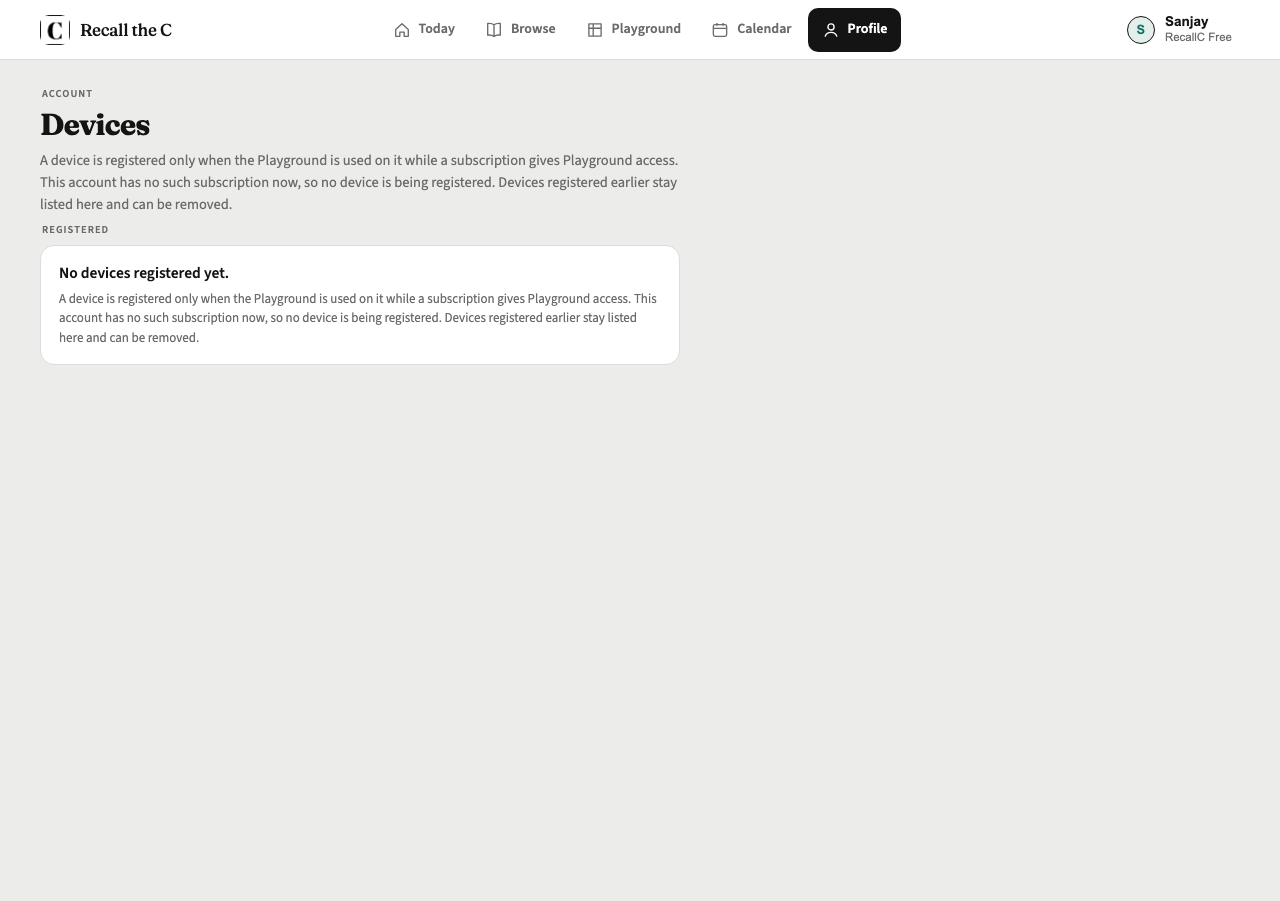 C Recall the C
Today
Browse
Playground
Calendar
Profile
S
Sanjay
RecallC Free
ACCOUNT
Devices
A device is registered only when the Playground is used on it while a subscription gives Playground access.
This account has no such subscription now, so no device is being registered. Devices registered earlier stay
listed here and can be removed.
REGISTERED
No devices registered yet.
A device is registered only when the Playground is used on it while a subscription gives Playground access. This
account has no such subscription now, so no device is being registered. Devices registered earlier stay listed
here and can be removed.